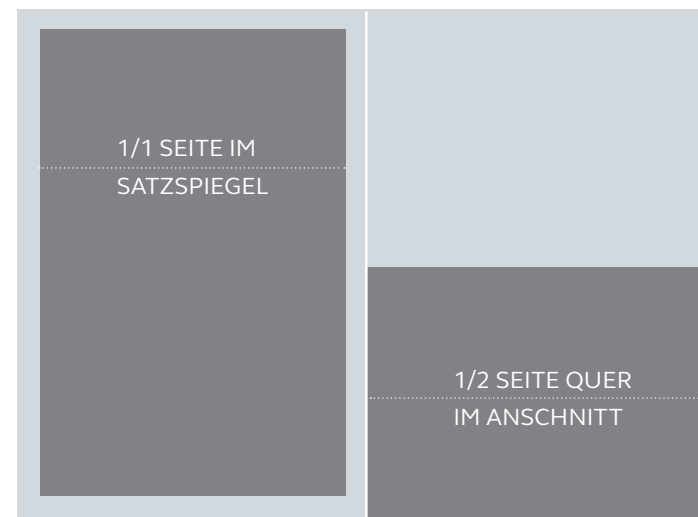 1/1 SEITE IM
SATZSPIEGEL
1/2 SEITE QUER
IM ANSCHNITT